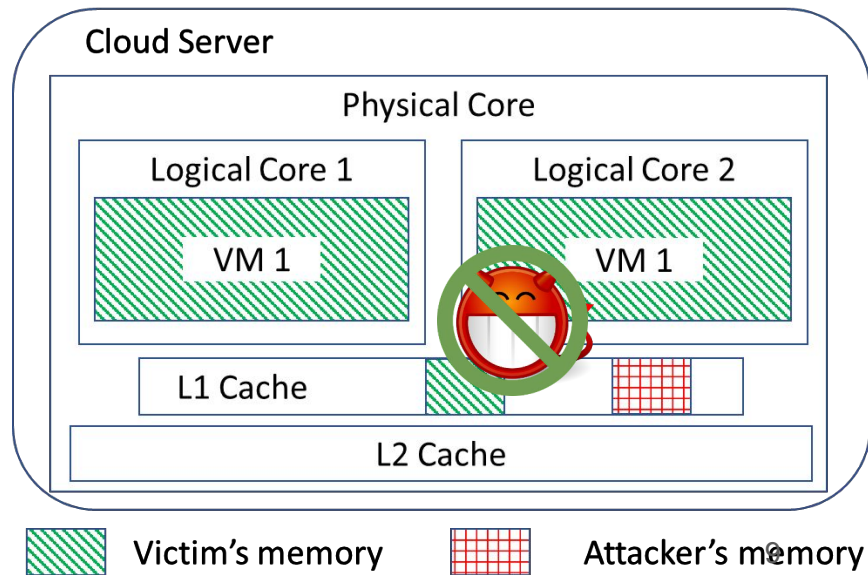 Cloud Server
Physical Core
Logical Core 1
Logical Core 2
VM 1
VM 1
L1 Cache
L2 Cache
Victim's memory
Attacker's memory
9